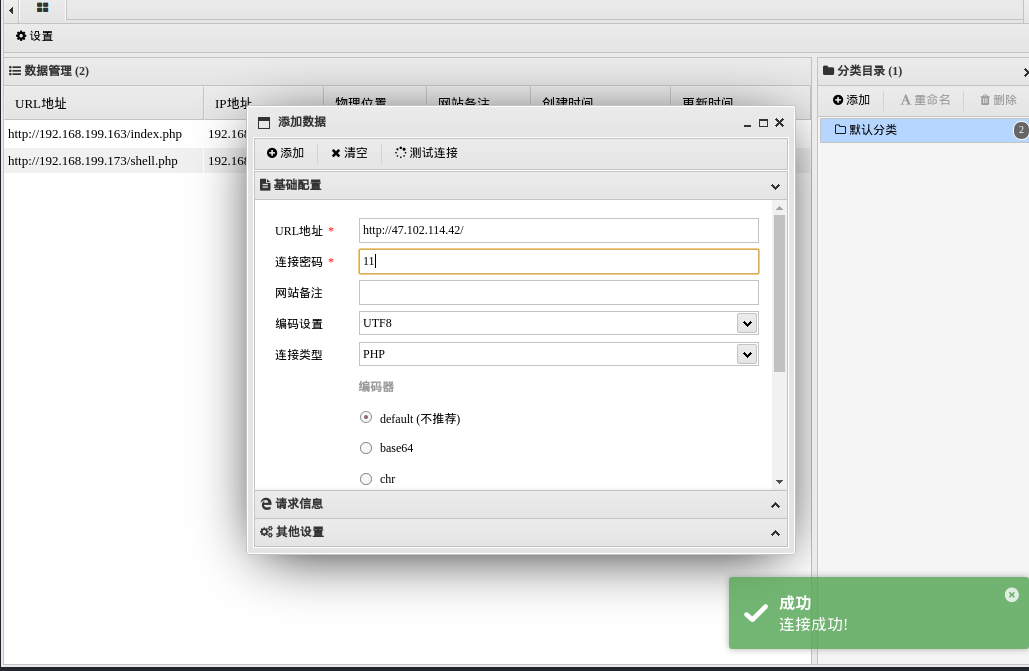 设置
数据管理 (2)
URL地址 IP地址 物理位置 网站备注 创建时间 更新时间
http://192.168.199.163/index.php 192.168
http://192.168.199.173/shell.php 192.168
分类目录 (1)
添加 重命名 删除
默认分类 2
添加数据
添加 清空 测试连接
基础配置
URL地址 * http://47.102.114.42/
连接密码 * 11
网站备注
编码设置 UTF8
连接类型 PHP
编码器
default (不推荐)
base64
chr
请求信息
其他设置
成功
连接成功!